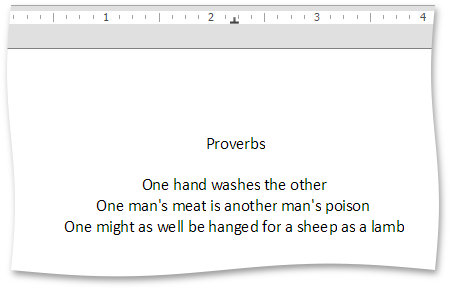 1 2 3 4
Proverbs
One hand washes the other
One man's meat is another man's poison
One might as well be hanged for a sheep as a lamb